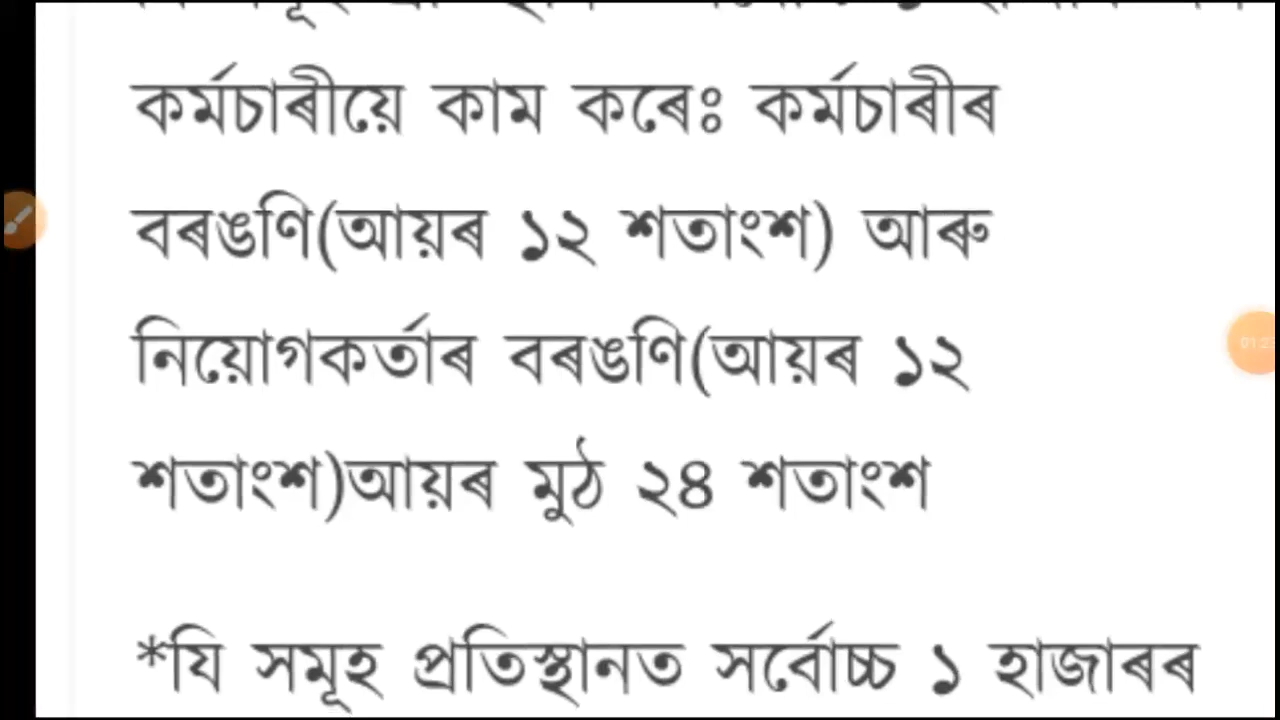 কৰ্মচাৰীয়ে কাম কৰেঃ কৰ্মচাৰীৰ
বৰঙণি(আয়ৰ ১২ শতাংশ) আৰু
নিয়োগকৰ্তাৰ বৰঙণি(আয়ৰ ১২
শতাংশ)আয়ৰ মুঠ ২৪ শতাংশ
*যি সমূহ প্ৰতিস্থানত সৰ্বোচ্চ ১ হাজাৰৰ